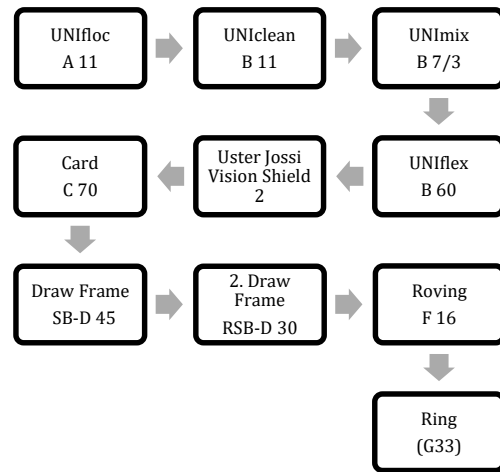 UNIfloc
A 11
UNIclean
B 11
UNImix
B 7/3
UNIflex
B 60
Uster Jossi
Vision Shield
2
Card
C 70
Draw Frame
SB-D 45
2. Draw
Frame
RSB-D 30
Roving
F 16
Ring
(G33)